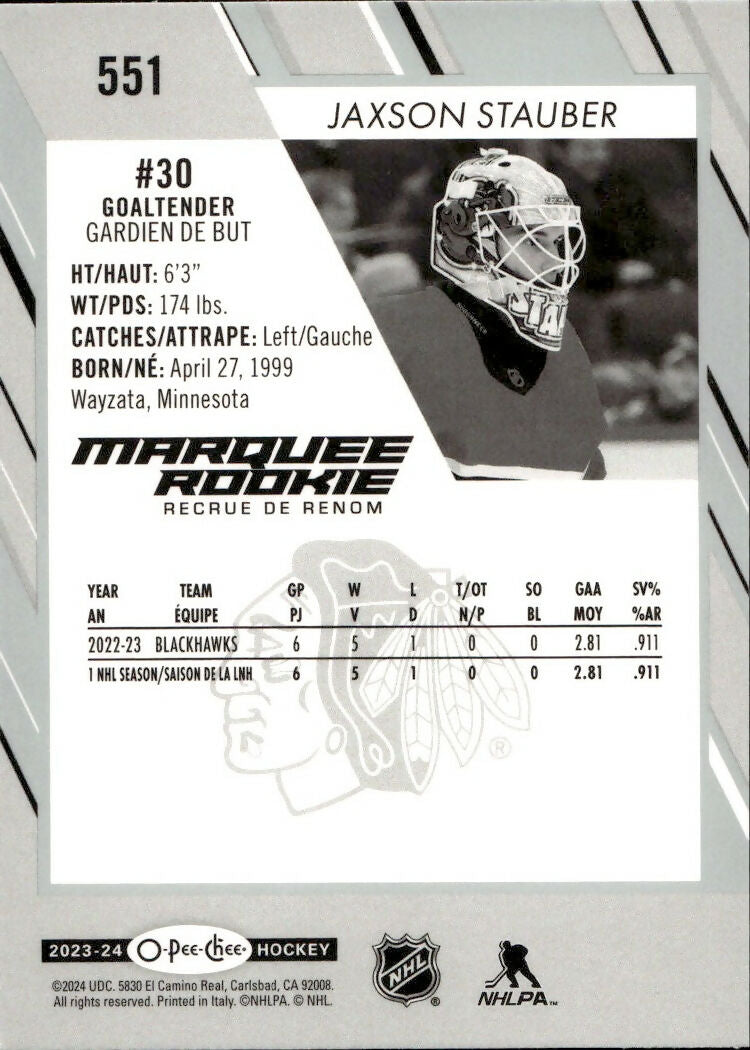 551
JAXSON STAUBER
#30
GOALTENDER
GARDIEN DE BUT
HT/HAUT: 6'3"
WT/PDS: 174 lbs.
CATCHES/ATTRAPE: Left/Gauche
BORN/NÉ: April 27, 1999
Wayzata, Minnesota
MARQUEE
ROOKIE
RECRUE DE RENOM
YEAR TEAM GP W L T/OT SO GAA SV%
AN ÉQUIPE PJ V D N/P BL MOY %AR
2022-23 BLACKHAWKS 6 5 1 0 0 2.81 .911
1 NHL SEASON/SAISON DE LA LNH 6 5 1 0 0 2.81 .911
®
2023-24 O-Pee-Chee® HOCKEY
NHL ®
NHLPA™
©2024 UDC. 5830 El Camino Real, Carlsbad, CA 92008.
All rights reserved. Printed in Italy. ©NHLPA. © NHL.